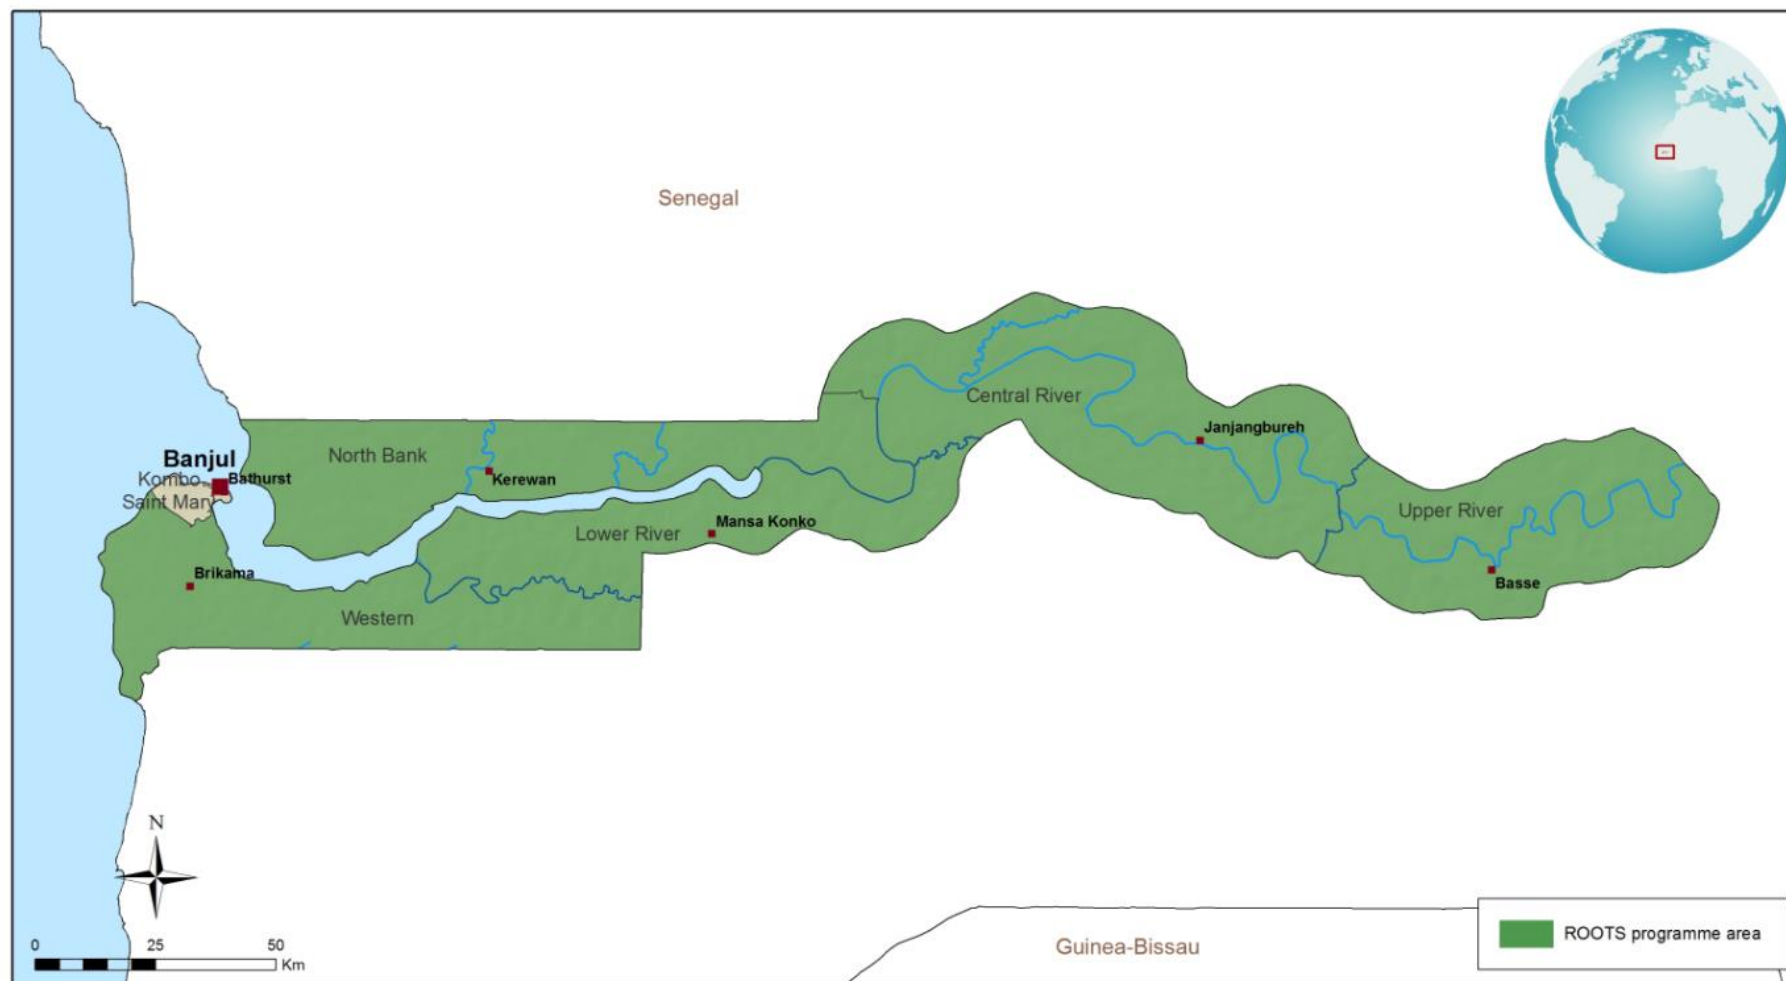 Senegal
Central River
Janjangbureh
North Bank
Banjul
Kombo
Saint Mary
Bathurst
Kerewan
Upper River
Mansa Konko
Lower River
Brikama
Basse
Western
N
0 25 50
Km
Guinea-Bissau
ROOTS programme area